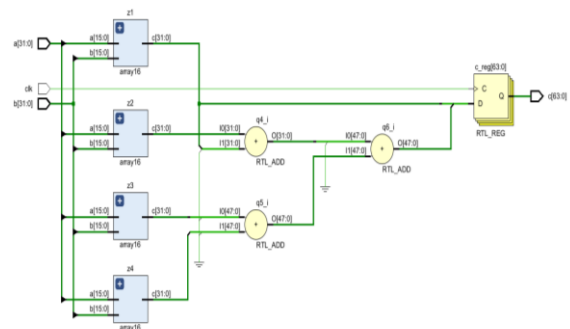 z1
a[31:0]
a[15:0]
c[31:0]
b[15:0]
array16
clk
b[31:0]
z2
a[15:0]
c[31:0]
b[15:0]
array16
q4_i
I0[31:0]
O[31:0]
I1[31:0]
RTL_ADD
q6_i
I0[47:0]
O[47:0]
I1[47:0]
RTL_ADD
c_reg[63:0]
C
Q
D
RTL_REG
c[63:0]
z3
a[15:0]
c[31:0]
b[15:0]
array16
q5_i
I0[47:0]
O[47:0]
I1[47:0]
RTL_ADD
z4
a[15:0]
c[31:0]
b[15:0]
array16